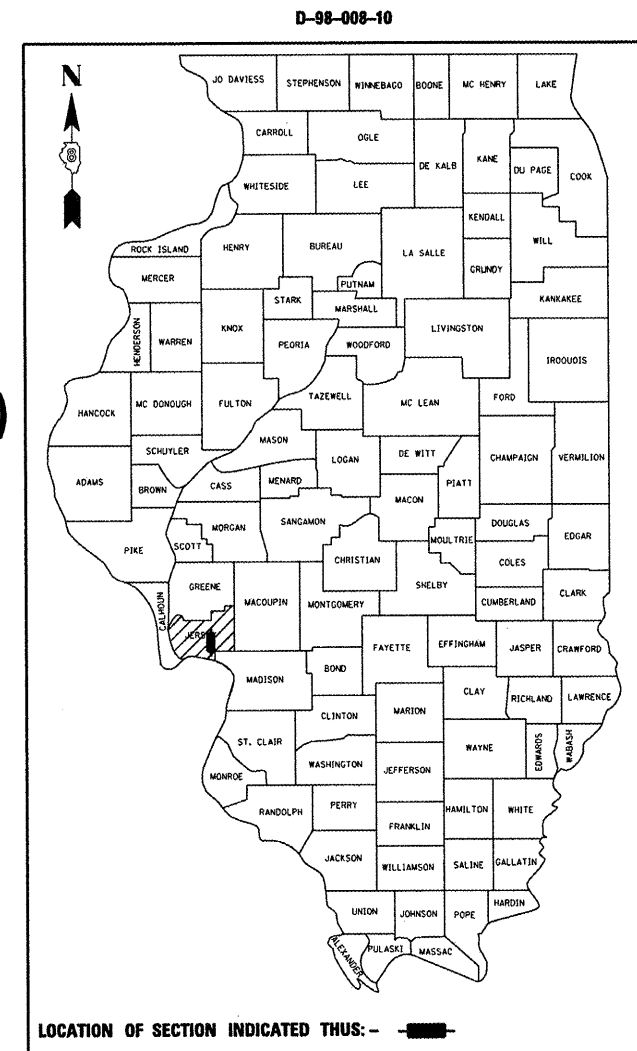 D-98-008-10
N
JO DAVIESS STEPHENSON WINNEBAGO BOONE MC HENRY LAKE
CARROLL OGLE
DE KALB KANE DU PAGE COOK
WHITESIDE LEE
KENDALL
ROCK ISLAND HENRY BUREAU LA SALLE WILL
MERCER PUTNAM GRUNDY
STARK MARSHALL KANKAKEE
HENDERSON WARREN KNOX PEORIA WOODFORD LIVINGSTON IROQUOIS
HANCOCK MC DONOUGH FULTON TAZEWELL MC LEAN FORD
MASON
SCHUYLER LOGAN DE WITT CHAMPAIGN VERMILION
ADAMS BROWN CASS MENARD MACON PIATT
PIKE SCOTT MORGAN SANGAMON CHRISTIAN MOULTRIE DOUGLAS EDGAR
COLES
CALHOUN GREENE MACOUPIN MONTGOMERY SHELBY CUMBERLAND CLARK
FAYETTE EFFINGHAM JASPER CRAWFORD
MADISON BOND CLAY RICHLAND LAWRENCE
CLINTON MARION
ST. CLAIR WAYNE EDWARDS WABASH
MONROE WASHINGTON JEFFERSON
RANDOLPH PERRY HAMILTON WHITE
FRANKLIN
JACKSON WILLIAMSON SALINE GALLATIN
UNION JOHNSON POPE HARDIN
ALEXANDER PULASKI MASSAC
LOCATION OF SECTION INDICATED THUS: -